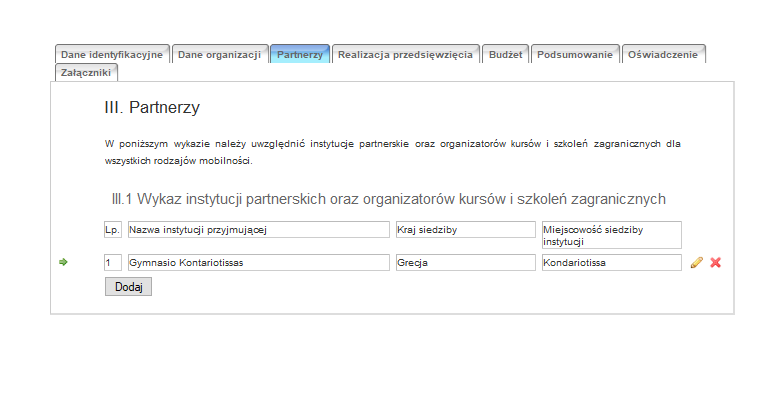 Dane identyfikacyjne Dane organizacji Partnerzy Realizacja przedsięwzięcia Budżet Podsumowanie Oświadczenie
Załączniki
III. Partnerzy
W poniższym wykazie należy uwzględnić instytucje partnerskie oraz organizatorów kursów i szkoleń zagranicznych dla
wszystkich rodzajów mobilności.
III.1 Wykaz instytucji partnerskich oraz organizatorów kursów i szkoleń zagranicznych
Lp. Nazwa instytucji przyjmującej Kraj siedziby Miejscowość siedziby
instytucji
1 Gymnasio Kontariotissas Grecja Kondariotissa
Dodaj